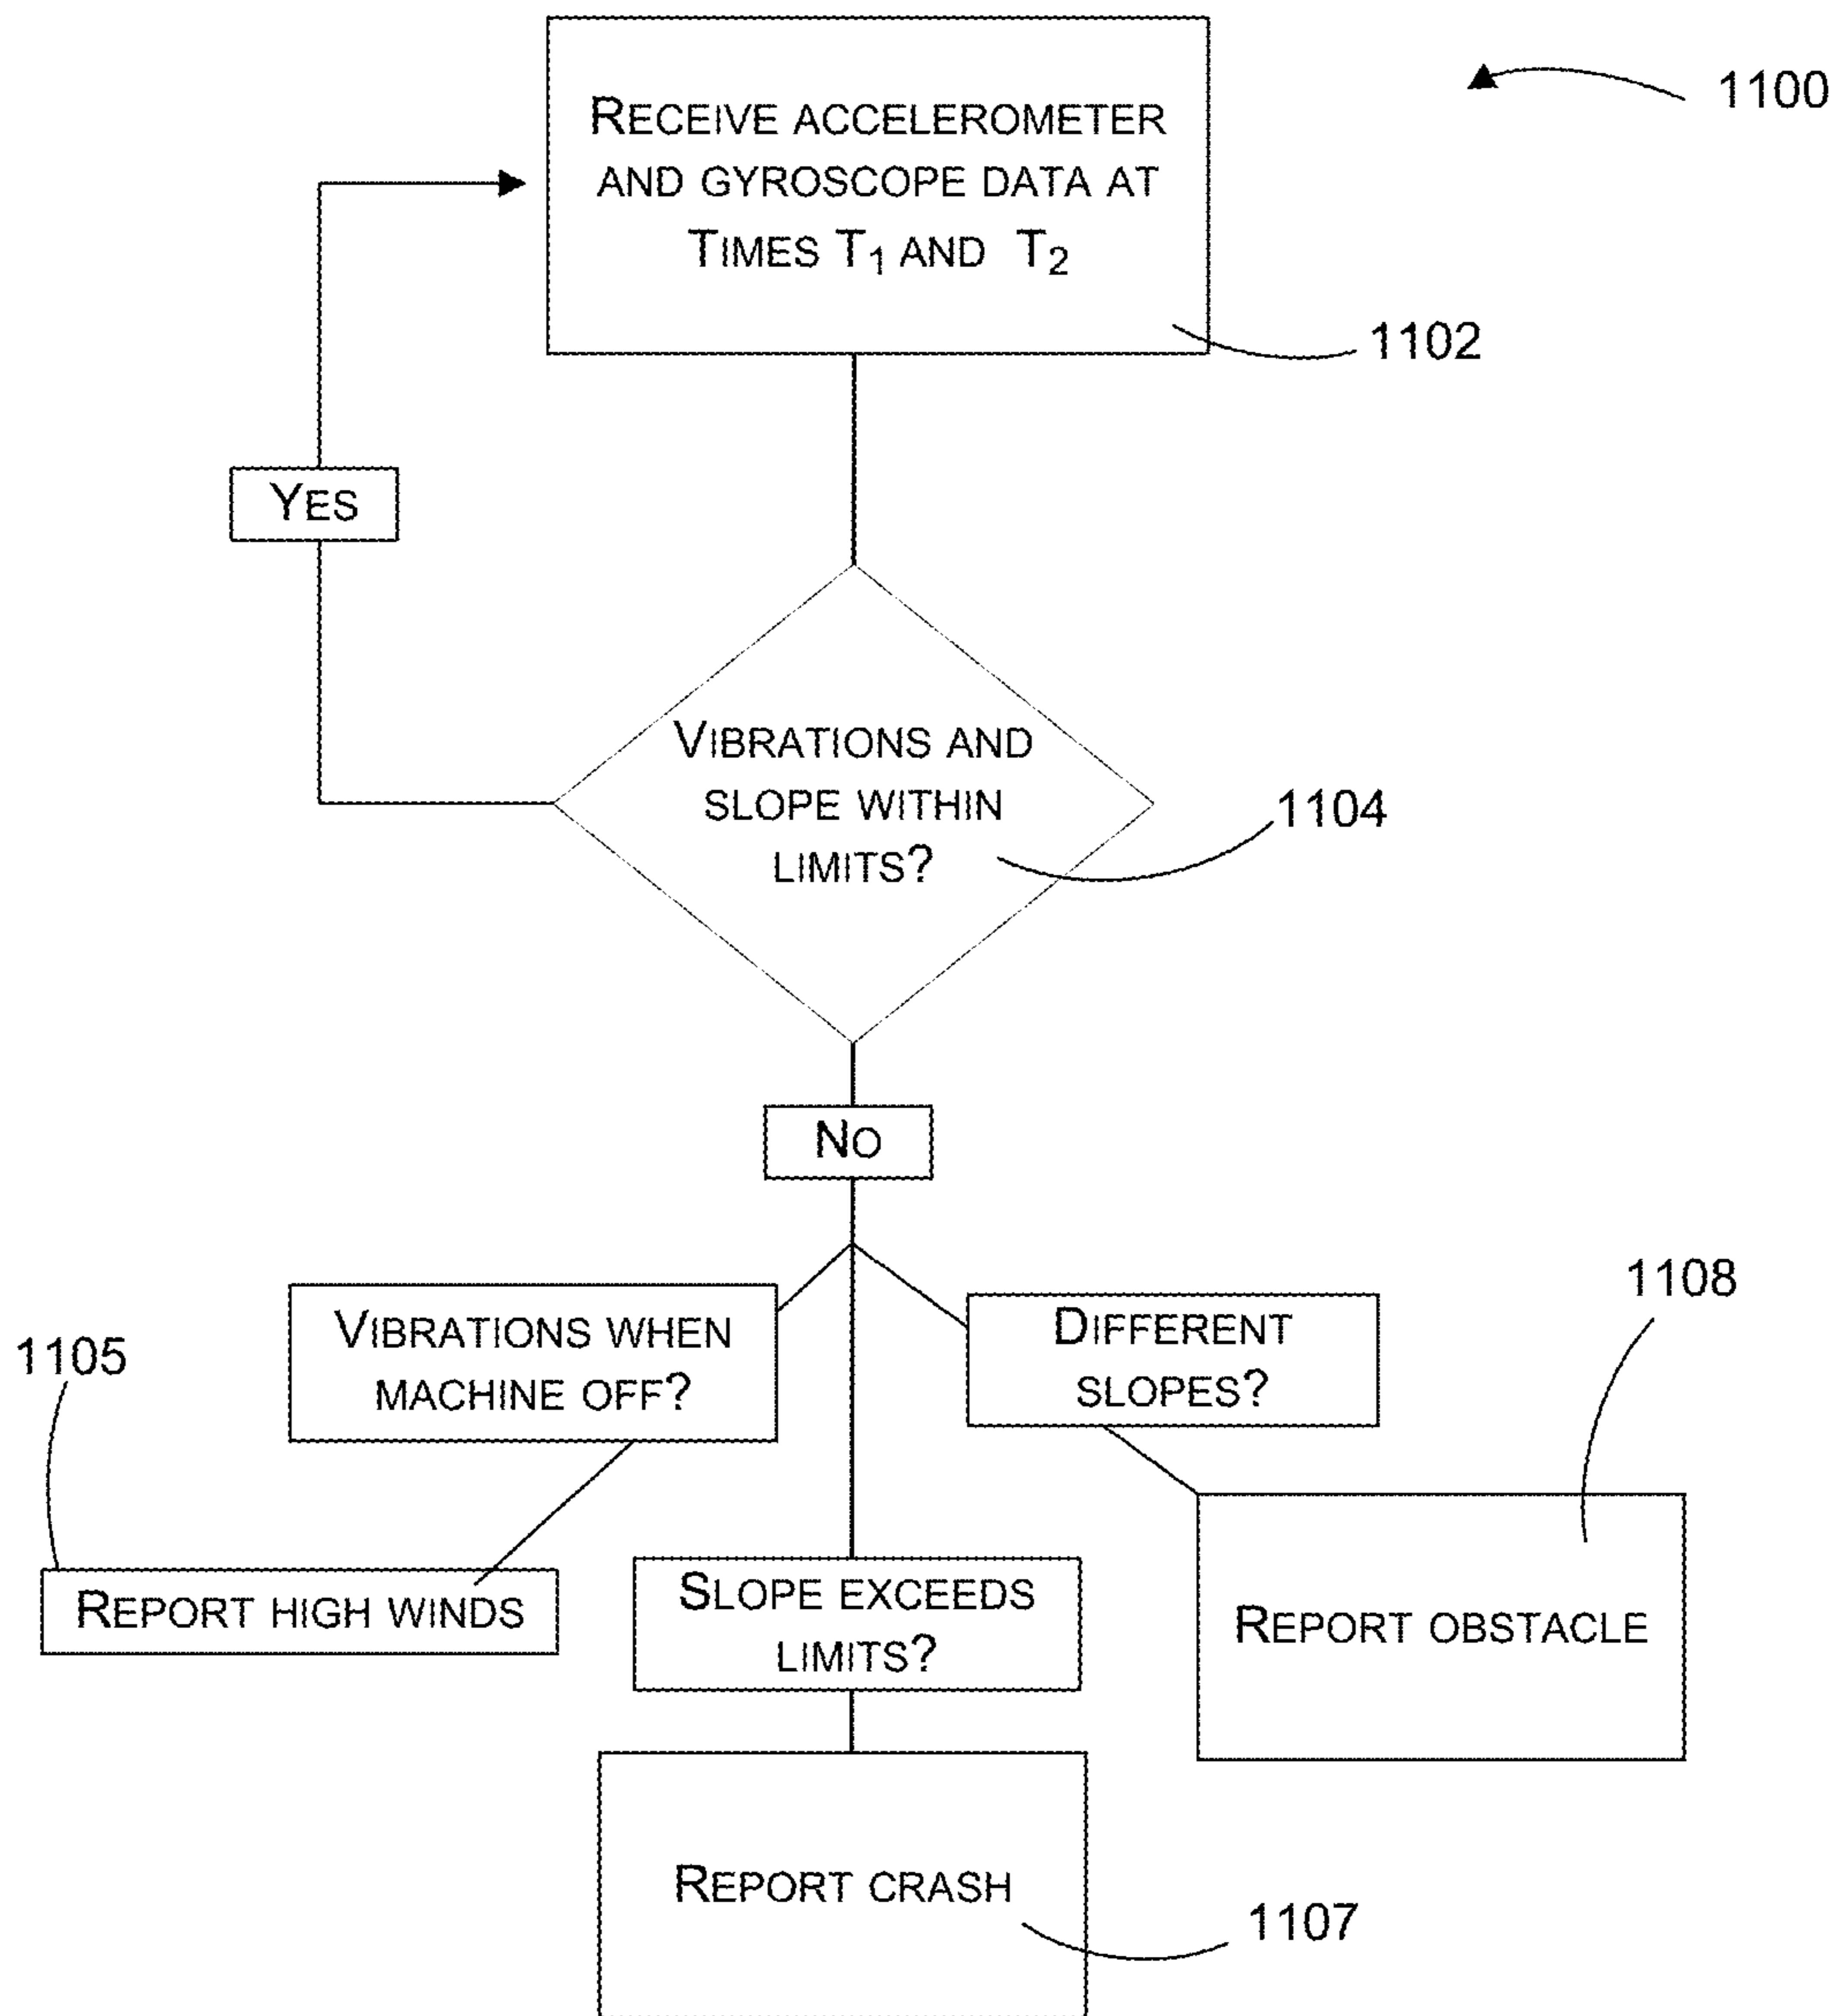 1100
RECEIVE ACCELEROMETER
AND GYROSCOPE DATA AT
TIMES T1 AND T2
1102
YES
VIBRATIONS AND
SLOPE WITHIN
LIMITS?
1104
NO
1105
VIBRATIONS WHEN
MACHINE OFF?
DIFFERENT
SLOPES?
1108
REPORT HIGH WINDS
SLOPE EXCEEDS
LIMITS?
REPORT OBSTACLE
REPORT CRASH
1107